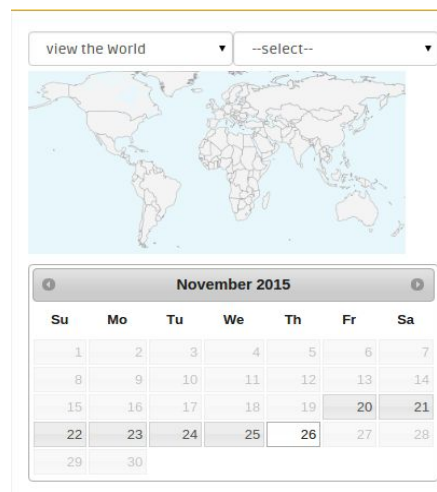 view the World --select--
November 2015
Su Mo Tu We Th Fr Sa
1 2 3 4 5 6 7
8 9 10 11 12 13 14
15 16 17 18 19 20 21
22 23 24 25 26 27 28
29 30